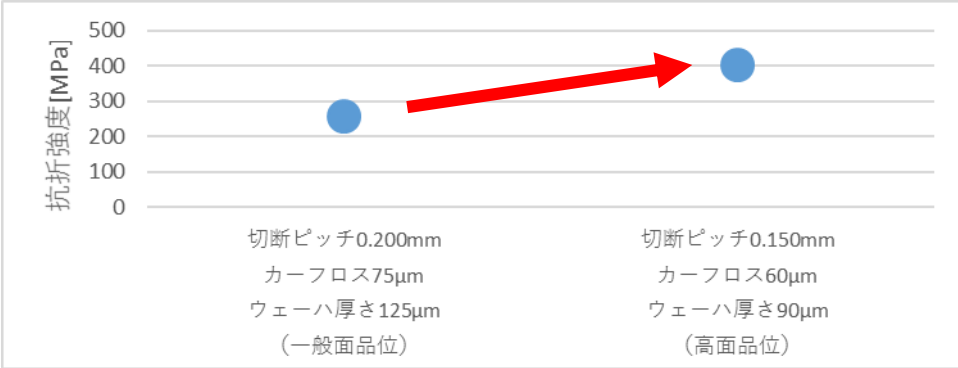 抗折強度[MPa]
500
400
300
200
100
0
切断ピッチ0.200mm
カーフロス75μm
ウェーハ厚さ125μm
（一般面品位）
切断ピッチ0.150mm
カーフロス60μm
ウェーハ厚さ90μm
（高面品位）